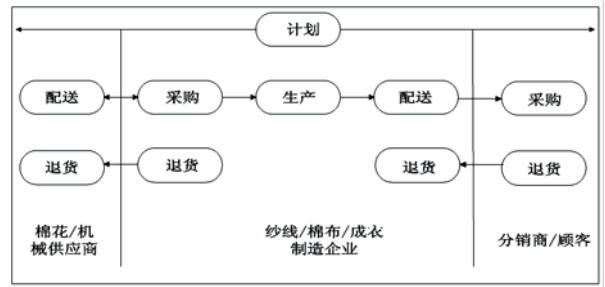 计划
配送
采购
生产
配送
采购
退货
退货
退货
退货
棉花/机
械供应商
纱线/棉布/成衣
制造企业
分销商/顾客